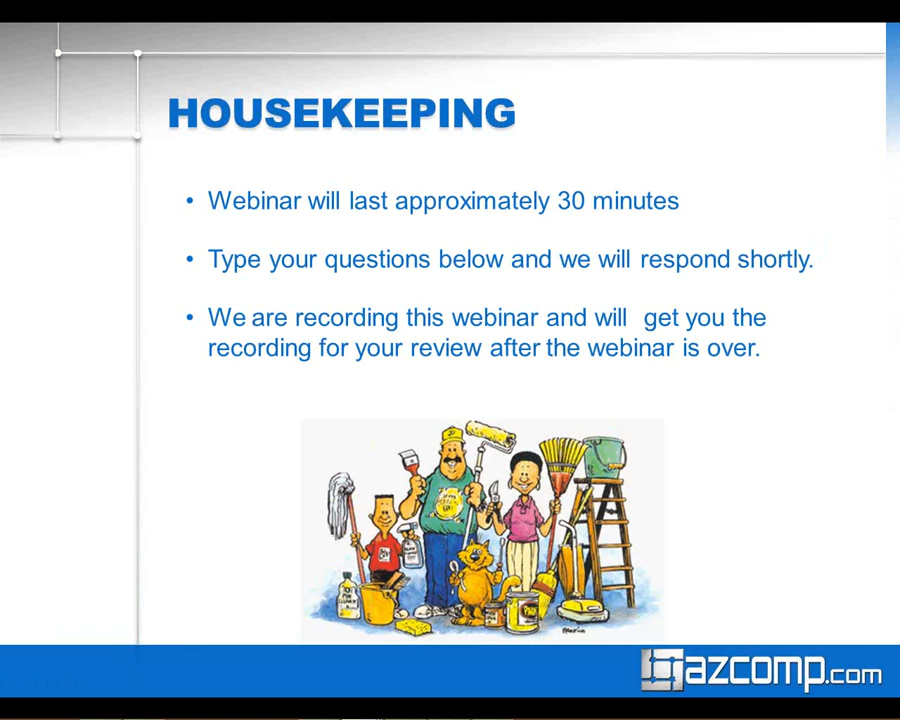 HOUSEKEEPING
• Webinar will last approximately 30 minutes
• Type your questions below and we will respond shortly.
• We are recording this webinar and will get you the
recording for your review after the webinar is over.
azcomp.com